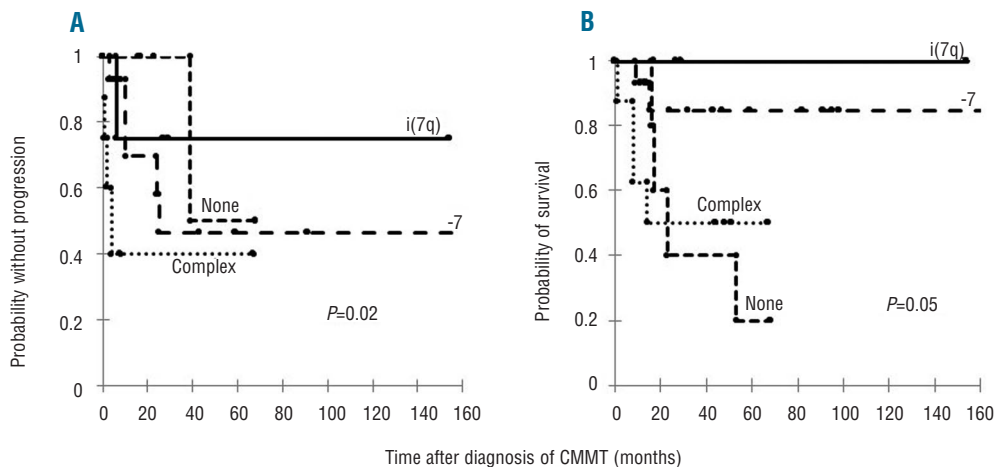 A
Probability without progression
1
0.8
0.6
0.4
0.2
0
i(7q)
None
-7
Complex
P=0.02
0 20 40 60 80 100 120 140 160
B
Probability of survival
1
0.8
0.6
0.4
0.2
0
i(7q)
-7
Complex
None
P=0.05
0 20 40 60 80 100 120 140 160
Time after diagnosis of CMMT (months)